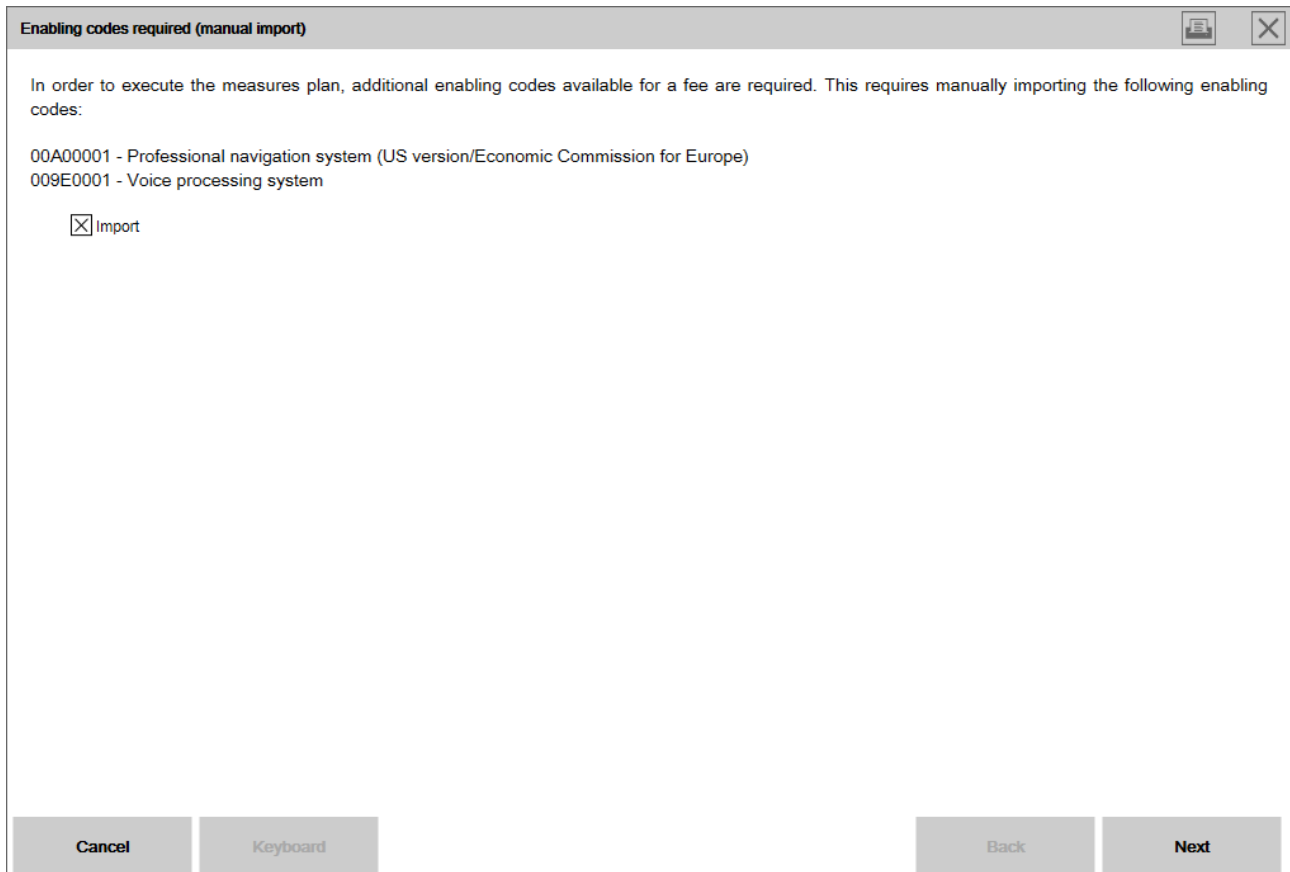 Enabling codes required (manual import)
In order to execute the measures plan, additional enabling codes available for a fee are required. This requires manually importing the following enabling
codes:
00A00001 - Professional navigation system (US version/Economic Commission for Europe)
009E0001 - Voice processing system
Import
Cancel
Keyboard
Back
Next